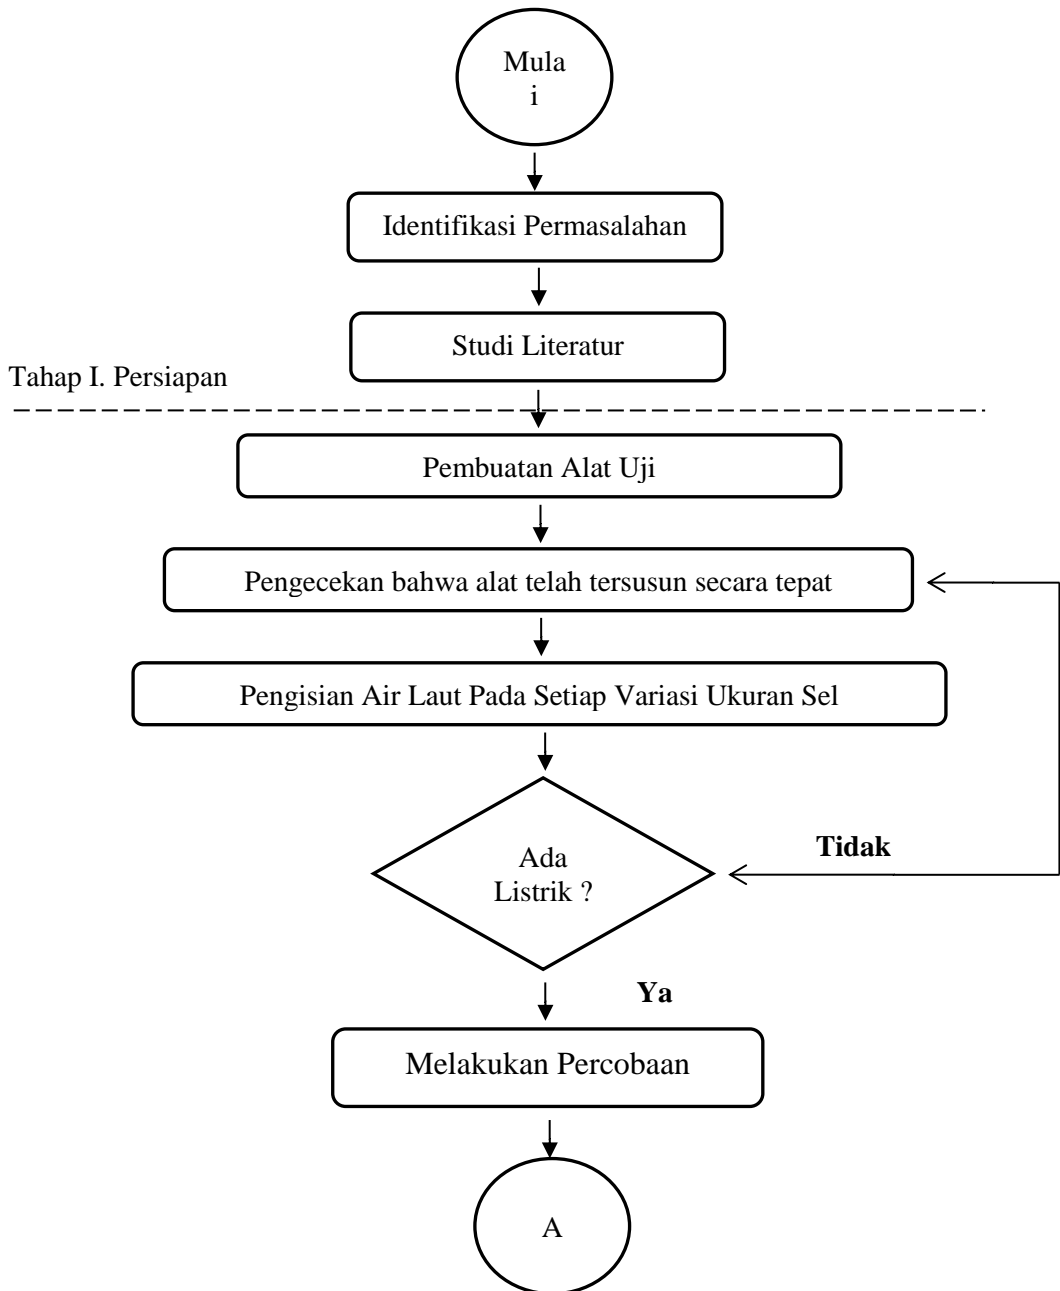 Mula
i
Identifikasi Permasalahan
Studi Literatur
Tahap I. Persiapan
Pembuatan Alat Uji
Pengecekan bahwa alat telah tersusun secara tepat
Pengisian Air Laut Pada Setiap Variasi Ukuran Sel
Tidak
Ada
Listrik ?
Ya
Melakukan Percobaan
A